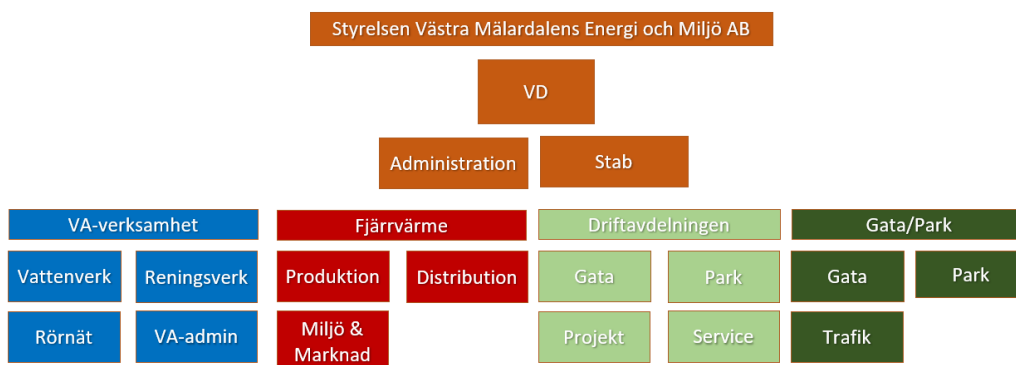 Styrelsen Västra Mälardalens Energi och Miljö AB
VD
Administration
Stab
VA-verksamhet
Fjärrvärme
Driftavdelningen
Gata/Park
Vattenverk
Reningsverk
Produktion
Distribution
Gata
Park
Gata
Park
Rörnät
VA-admin
Miljö &
Marknad
Projekt
Service
Trafik